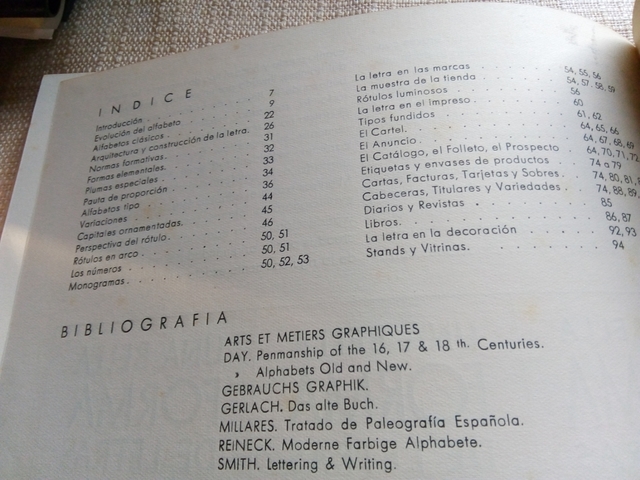 INDICE
Introducción 7
Evolución del alfabeto 9
Alfabetos clásicos 22
Arquitectura y construcción de la letra. 26
Normas formativas. 31
Formas elementales. 32
Plumas especiales 33
Pauta de proporción 34
Alfabetos tipo 36
Variaciones 44
Capitales ornamentadas. 45
Perspectiva del rótulo. 46
Rótulos en arco 50, 51
Los números 50, 51
Monogramas 50, 52, 53
La letra en las marcas 54, 55, 56
La muestra de la tienda 54, 57, 58, 59
Rótulos luminosos 56
La letra en el impreso 60
Tipos fundidos 61, 62
El Cartel. 64, 65, 66
El Anuncio 64, 67, 68, 69
El Catálogo, el Folleto, el Prospecto 64, 70, 71, 72
Etiquetas y envases de productos 74 a 79
Cartas, Facturas, Tarjetas y Sobres. 74, 80, 81,
Cabeceras, Titulares y Variedades. 74, 88, 89,
Diarios y Revistas 85
Libros. 86, 87
La letra en la decoración 92, 93
Stands y Vitrinas. 94
BIBLIOGRAFIA
ARTS ET METIERS GRAPHIQUES
DAY. Penmanship of the 16, 17 & 18 th. Centuries.
» Alphabets Old and New.
GEBRAUCHS GRAPHIK.
GERLACH. Das alte Buch.
MILLARES. Tratado de Paleografía Española.
REINECK. Moderne Farbige Alphabete.
SMITH. Lettering & Writing.